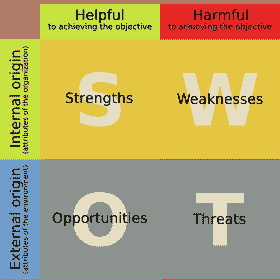 Helpful
to achieving the objective
Harmful
to achieving the objective
Internal origin
(attributes of the organization)
S
Strengths
W
Weaknesses
External origin
(attributes of the environment)
O
Opportunities
T
Threats